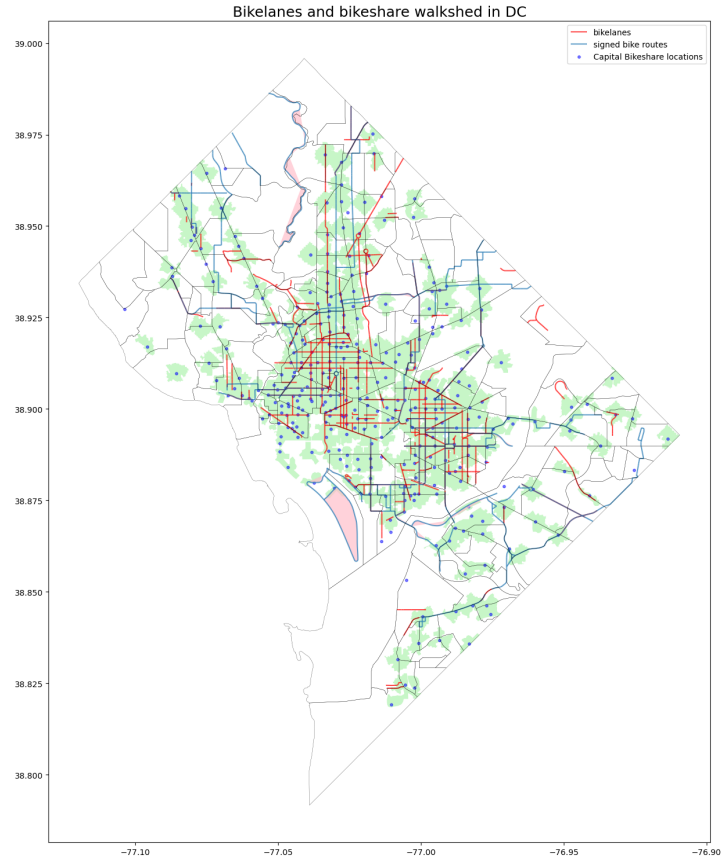 Bikelanes and bikeshare walkshed in DC
39.000
bikelanes
signed bike routes
Capital Bikeshare locations
38.975
38.950
38.925
38.900
38.875
38.850
38.825
38.800
−77.10 −77.05 −77.00 −76.95 −76.90